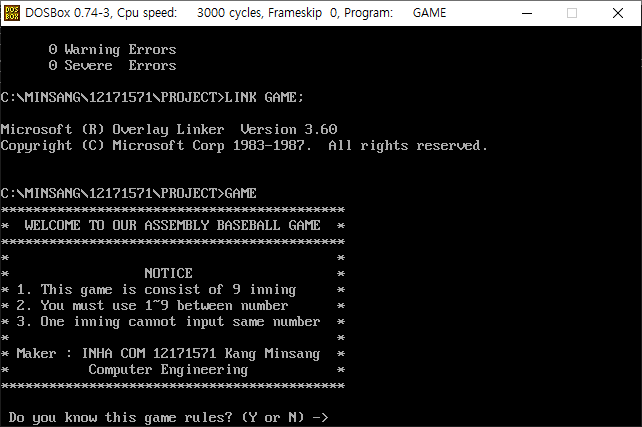 DOSBox 0.74-3, Cpu speed: 3000 cycles, Frameskip 0, Program: GAME
0 Warning Errors
0 Severe Errors
C:\MINSANG\12171571\PROJECT>LINK GAME;
Microsoft (R) Overlay Linker Version 3.60
Copyright (C) Microsoft Corp 1983-1987. All rights reserved.
C:\MINSANG\12171571\PROJECT>GAME
*******************************************
* WELCOME TO OUR ASSEMBLY BASEBALL GAME *
*******************************************
* *
* NOTICE *
* 1. This game is consist of 9 inning *
* 2. You must use 1~9 between number *
* 3. One inning cannot input same number *
* *
* Maker : INHA COM 12171571 Kang Minsang *
* Computer Engineering *
*******************************************
Do you know this game rules? (Y or N) ->